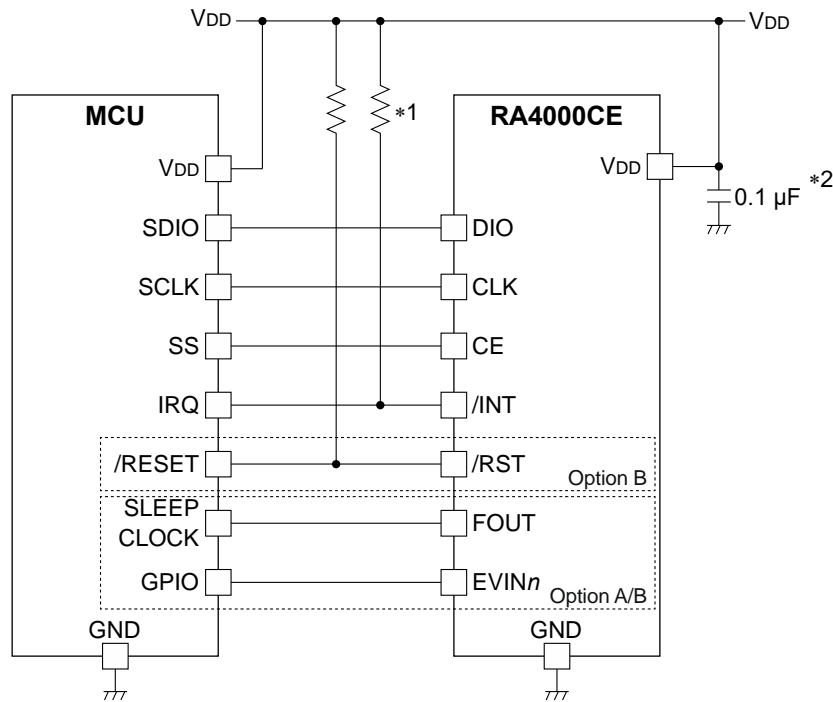 VDD VDD
MCU RA4000CE
*1
VDD VDD
0.1 µF *2
SDIO DIO
SCLK CLK
SS CE
IRQ /INT
/RESET /RST
Option B
SLEEP
CLOCK FOUT
GPIO EVINn
Option A/B
GND GND